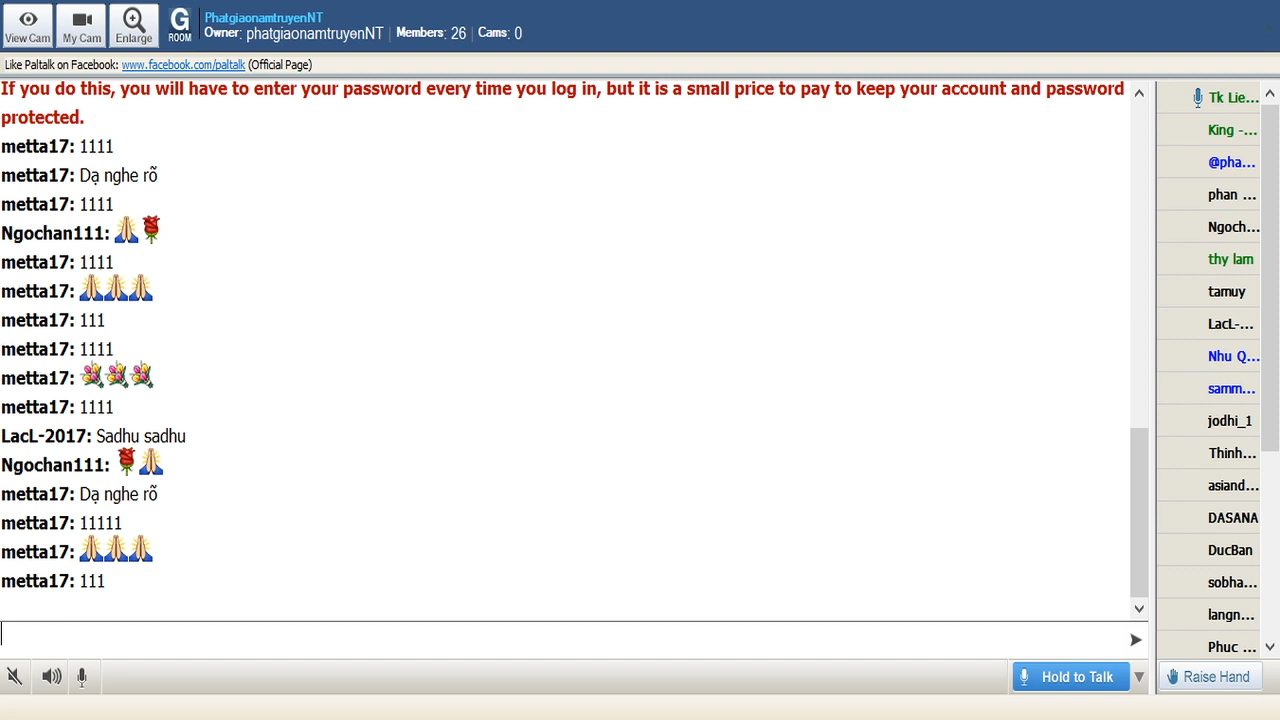 View Cam
My Cam
Enlarge
G
ROOM
PhatgiaonamtruyenNT
Owner: phatgiaonamtruyenNT | Members: 26 | Cams: 0
Like Paltalk on Facebook: www.facebook.com/paltalk (Official Page)
If you do this, you will have to enter your password every time you log in, but it is a small price to pay to keep your account and password
protected.
metta17: 1111
metta17: Dạ nghe rõ
metta17: 1111
Ngochan111: 🙏🌹
metta17: 1111
metta17: 🙏🙏🙏
metta17: 111
metta17: 1111
metta17: 💐💐💐
metta17: 1111
LacL-2017: Sadhu sadhu
Ngochan111: 🌹🙏
metta17: Dạ nghe rõ
metta17: 11111
metta17: 🙏🙏🙏
metta17: 111
Tk Lie...
King -...
@pha...
phan ...
Ngoch...
thy lam
tamuy
LacL-...
Nhu Q...
samm...
jodhi_1
Thinh...
asiand...
DASANA
DucBan
sobha...
langn...
Phuc ...
Hold to Talk
Raise Hand